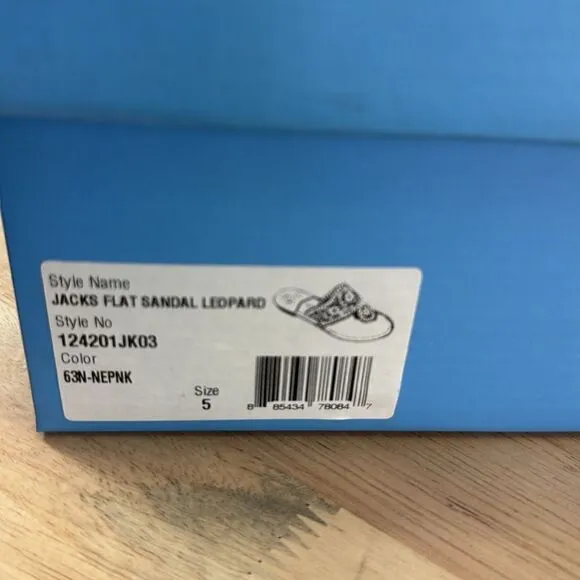 Style Name
JACKS FLAT SANDAL LEOPARD
Style No
124201JK03
Color
63N-NEPNK
Size
5
8 85434 78084 7